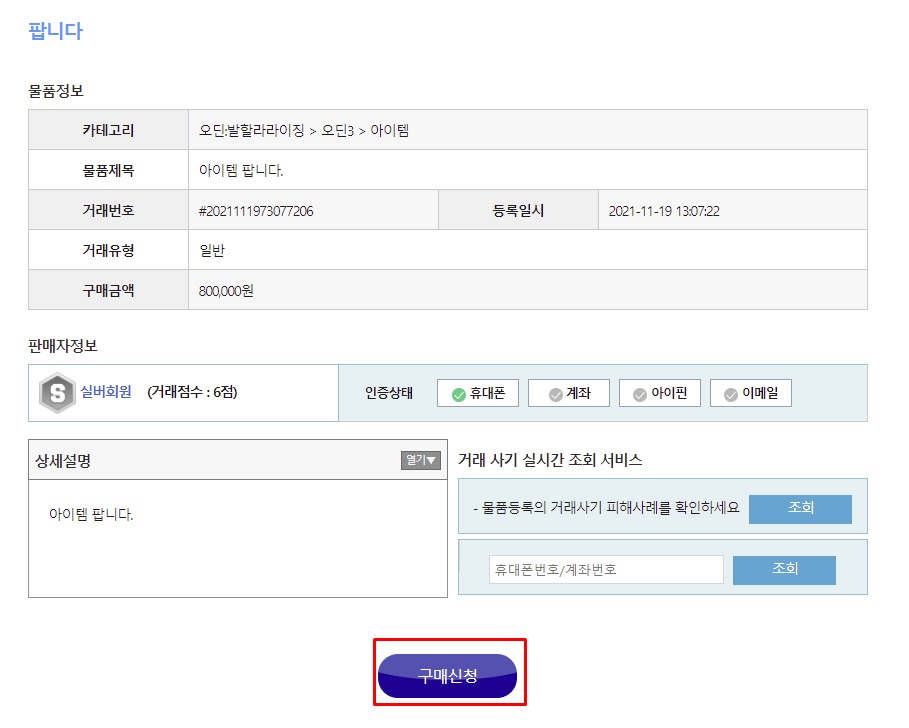 팝니다
물품정보
카테고리 오딘:발할라라이징 > 오딘3 > 아이템
물품제목 아이템 팝니다.
거래번호 #2021111973077206 등록일시 2021-11-19 13:07:22
거래유형 일반
구매금액 800,000원
판매자정보
S 실버회원 (거래점수 : 6점) 인증상태 휴대폰 계좌 아이핀 이메일
상세설명 열기▼
아이템 팝니다.
거래 사기 실시간 조회 서비스
- 물품등록의 거래사기 피해사례를 확인하세요 조회
휴대폰번호/계좌번호 조회
구매신청